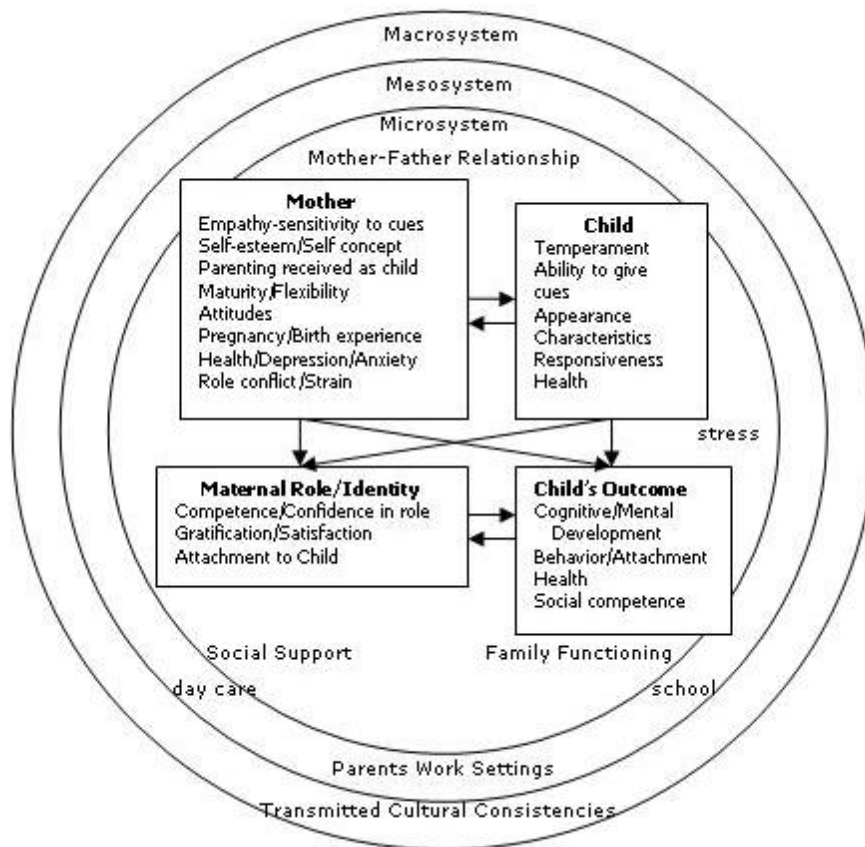 Macrosystem
Mesosystem
Microsystem
Mother-Father Relationship
Mother
Empathy-sensitivity to cues
Self-esteem/Self concept
Parenting received as child
Maturity/Flexibility
Attitudes
Pregnancy/Birth experience
Health/Depression/Anxiety
Role conflict/Strain
Child
Temperament
Ability to give
cues
Appearance
Characteristics
Responsiveness
Health
stress
Maternal Role/Identity
Competence/Confidence in role
Gratification/Satisfaction
Attachment to Child
Child's Outcome
Cognitive/Mental
Development
Behavior/Attachment
Health
Social competence
Social Support
Family Functioning
day care
school
Parents Work Settings
Transmitted Cultural Consistencies